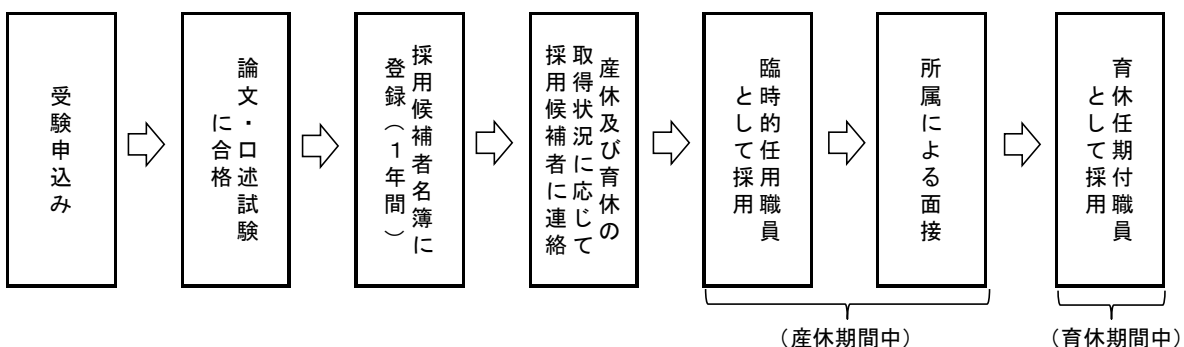 受験申込み
論文・口述試験
に合格
採用候補者名簿に
登録（１年間）
産休及び育休の
取得状況に応じて
採用候補者に連絡
臨時的任用職員
として採用
所属による面接
育休任期付職員
として採用
（産休期間中）
（育休期間中）